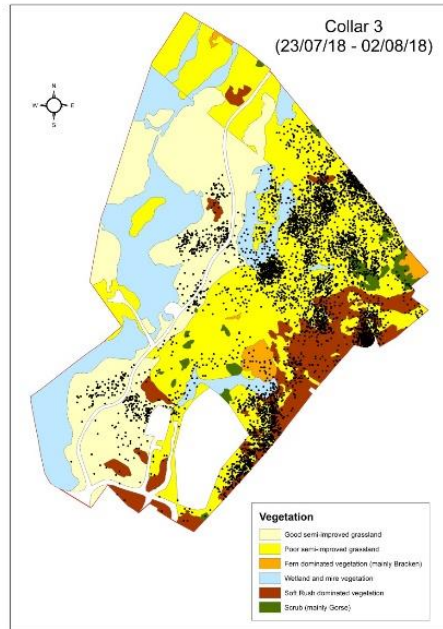 Collar 3
(23/07/18 - 02/08/18)
N
W E
S
Vegetation
Good semi-improved grassland
Poor semi-improved grassland
Fern dominated vegetation (mainly Bracken)
Wetland and mire vegetation
Soft Rush dominated vegetation
Scrub (mainly Gorse)